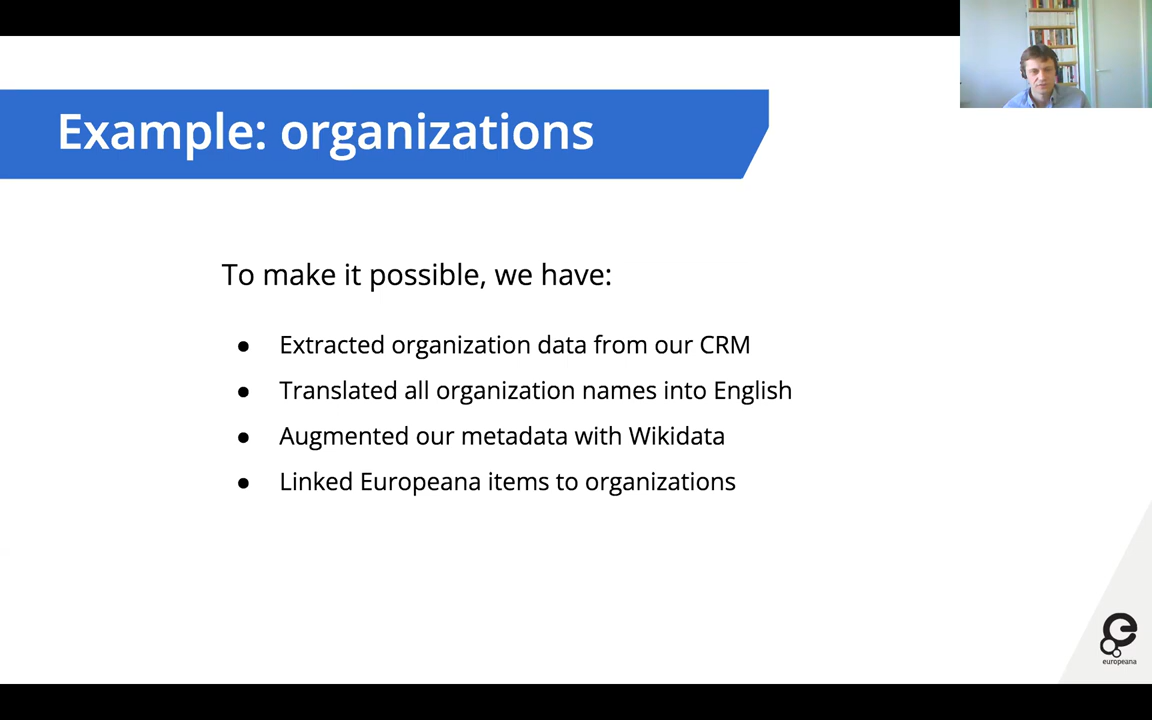 Example: organizations
To make it possible, we have:
● Extracted organization data from our CRM
● Translated all organization names into English
● Augmented our metadata with Wikidata
● Linked Europeana items to organizations
europeana